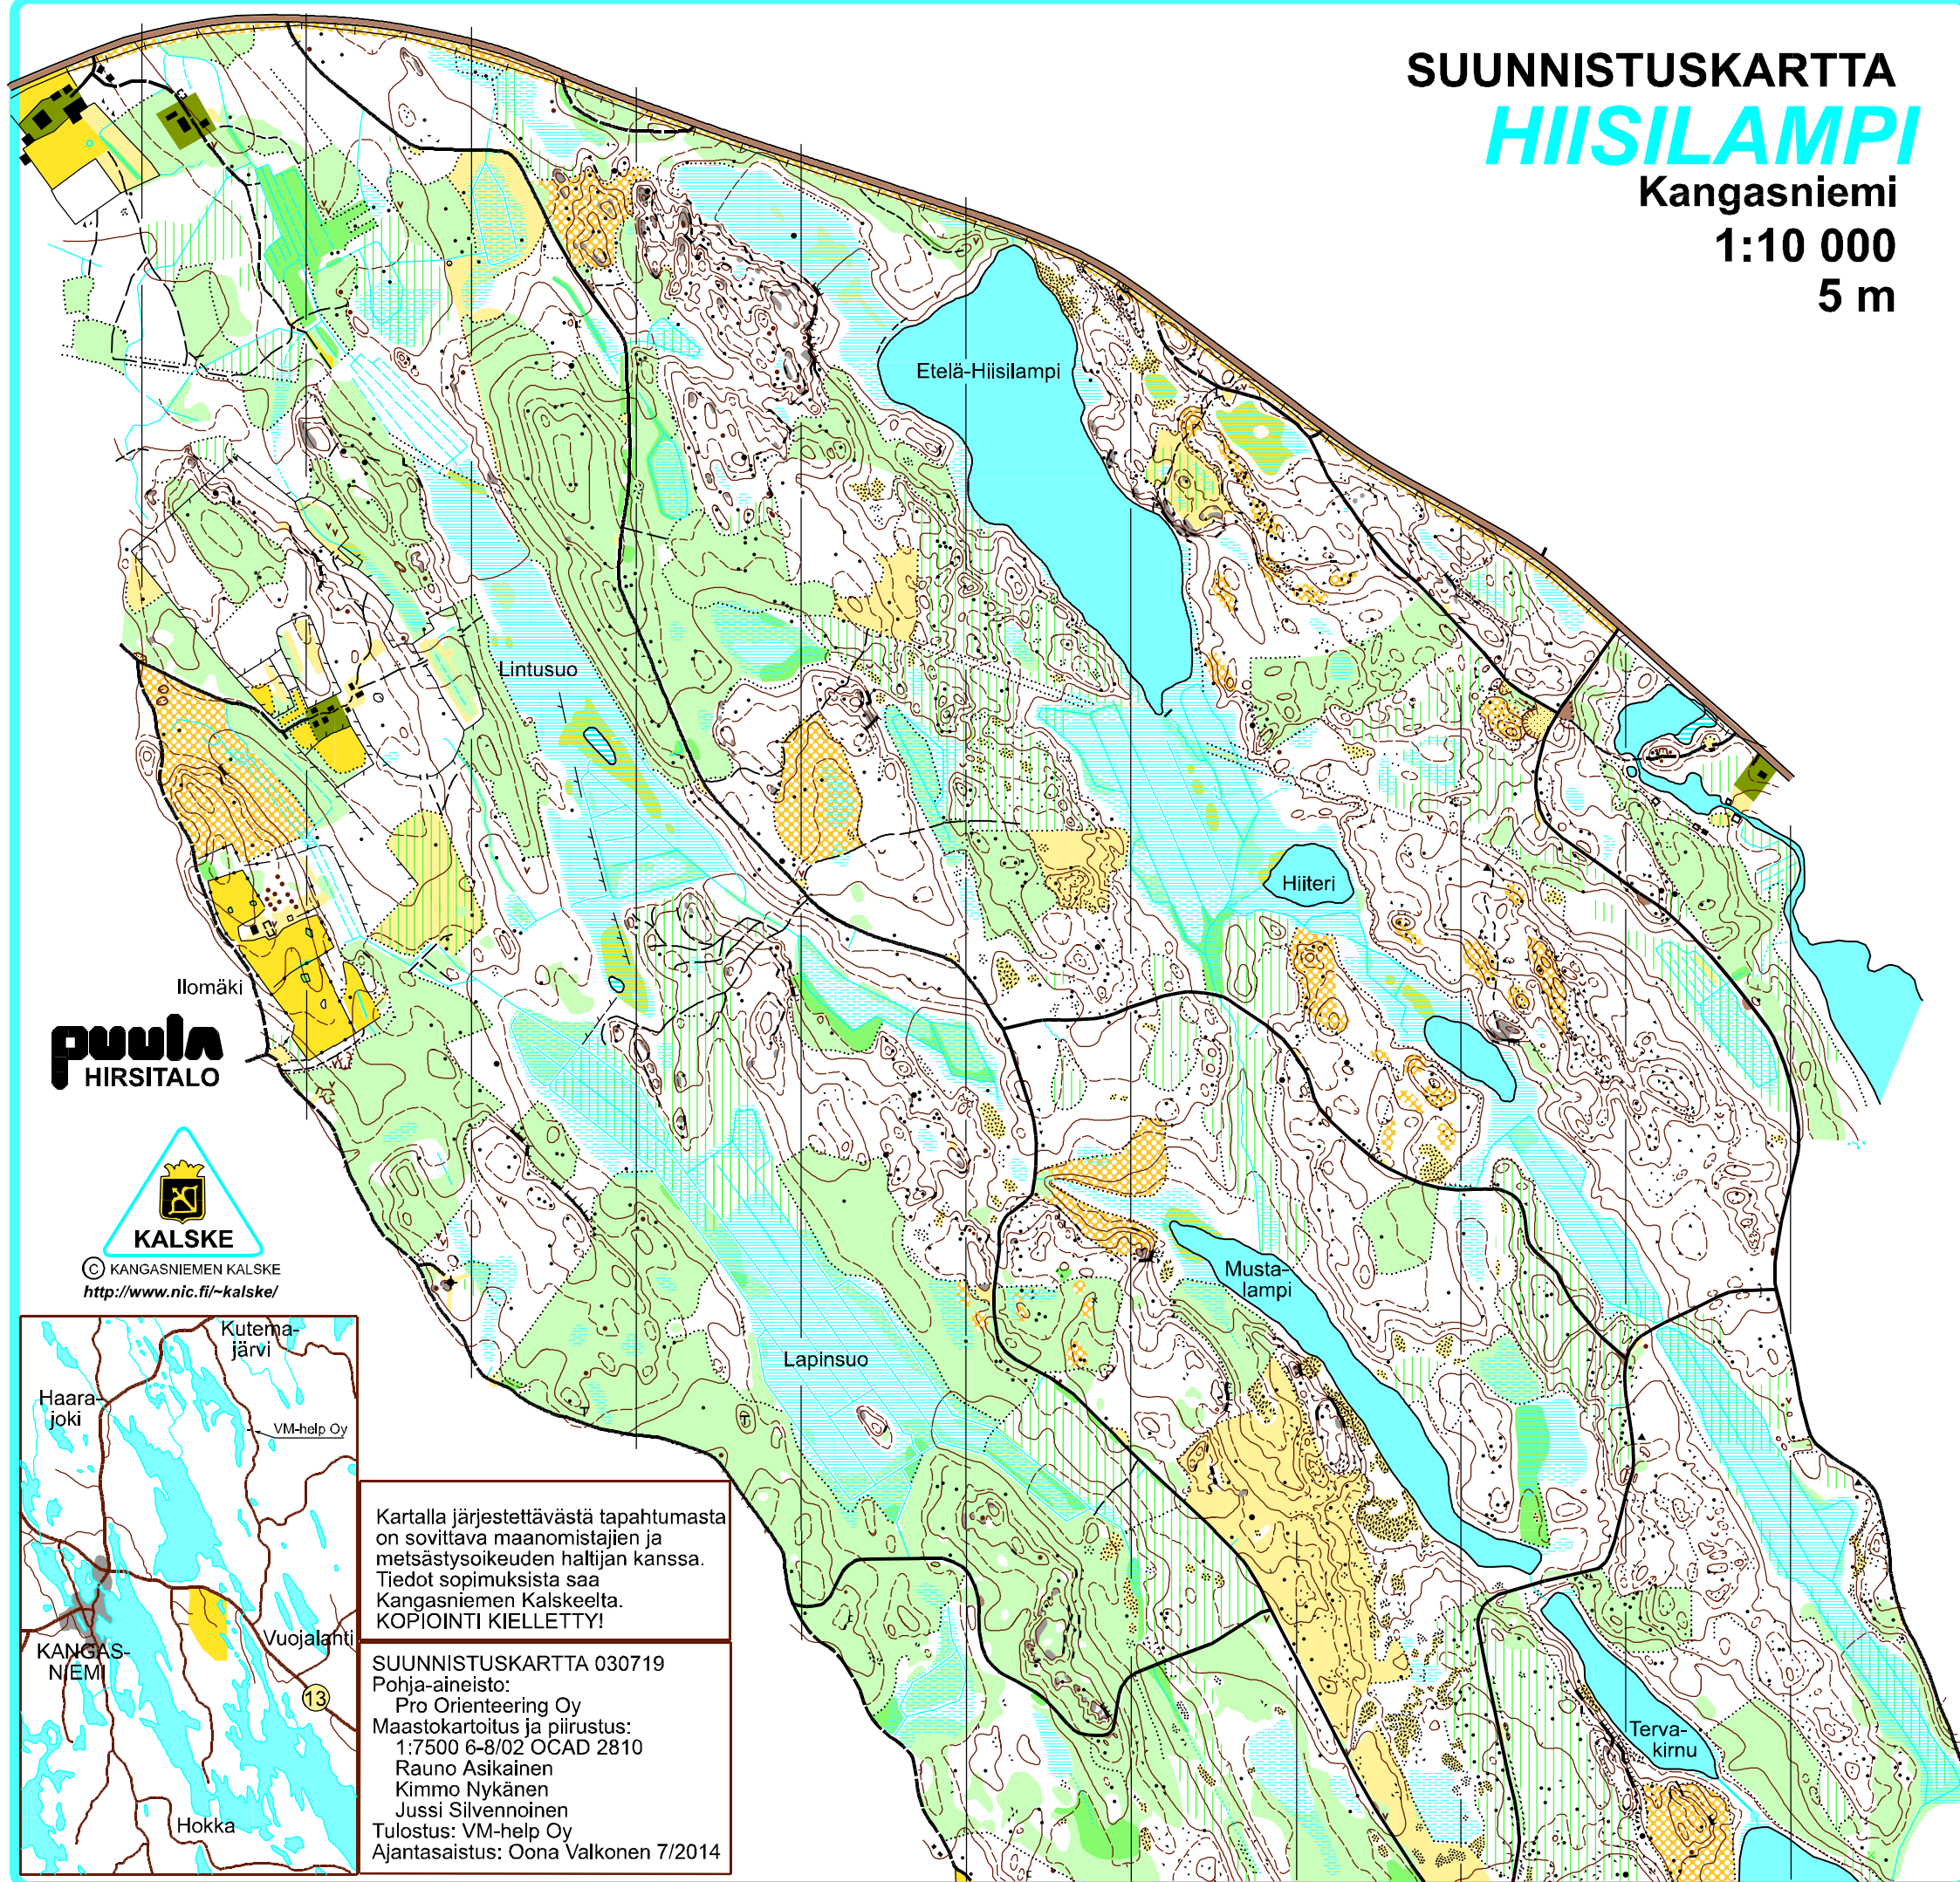 SUUNNISTUSKARTTA
HIISILAMPI
Kangasniemi
1:10 000
5 m
Etelä-Hiisilampi
Lintusuo
Hiiteri
Ilomäki
puula
HIRSITALO
KALSKE
© KANGASNIEMEN KALSKE
http://www.nic.fi/~kalske/
Musta-
lampi
Lapinsuo
Terva-
kirnu
Kutema-
järvi
Haara-
joki
VM-help Oy
KANGAS-
NIEMI
Vuojalahti
13
Hokka
Kartalla järjestettävästä tapahtumasta
on sovittava maanomistajien ja
metsästysoikeuden haltijan kanssa.
Tiedot sopimuksista saa
Kangasniemen Kalskeelta.
KOPIOINTI KIELLETTY!
SUUNNISTUSKARTTA 030719
Pohja-aineisto:
Pro Orienteering Oy
Maastokartoitus ja piirustus:
1:7500 6-8/02 OCAD 2810
Rauno Asikainen
Kimmo Nykänen
Jussi Silvennoinen
Tulostus: VM-help Oy
Ajantasaistus: Oona Valkonen 7/2014